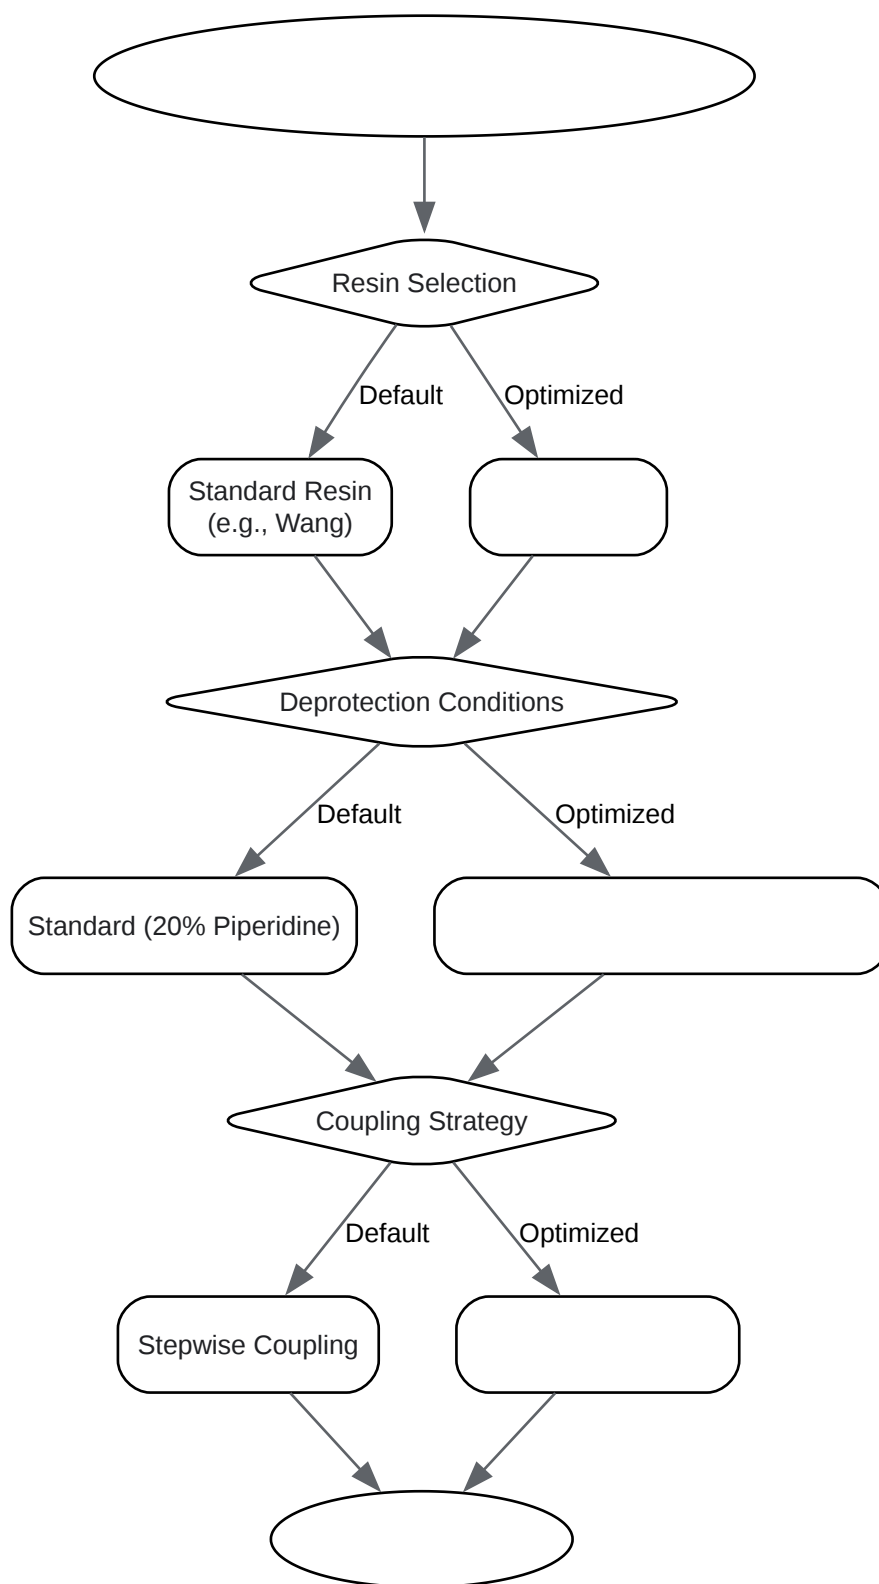 Resin Selection
Default
Optimized
Standard Resin
(e.g., Wang)
Deprotection Conditions
Default
Optimized
Standard (20% Piperidine)
Coupling Strategy
Default
Optimized
Stepwise Coupling